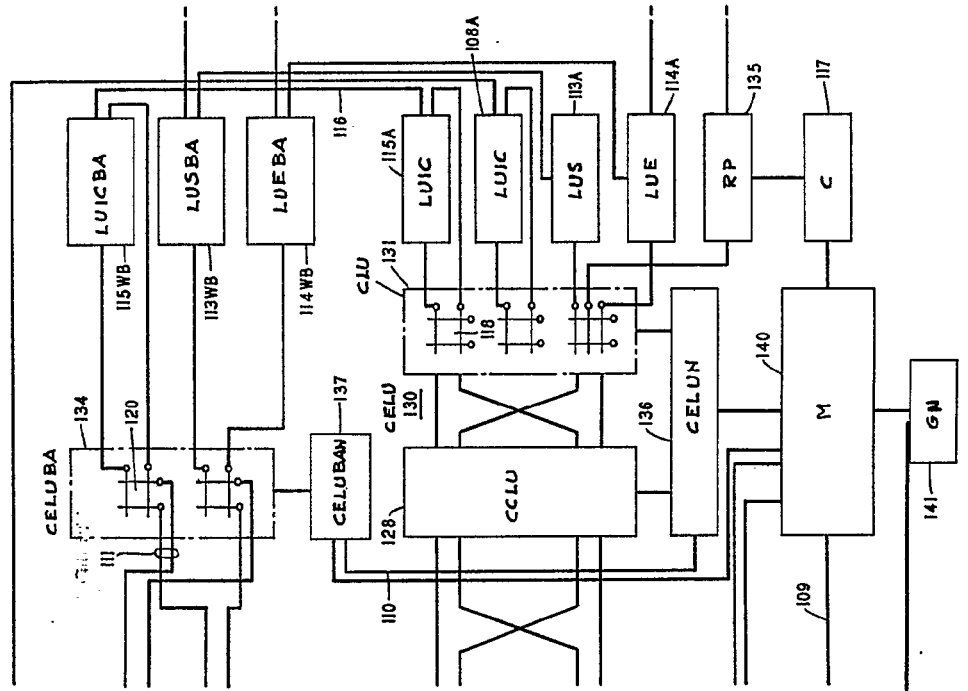 116
108A
LUICBA
LUSBA
LUEBA
115WB
113WB
114WB
115A
LUIC
LUIC
LUS
113A
LUE
114A
RP
135
C
117
CLU
131
118
134
120
CELUBA
111
137
CELUBAN
CELU
130
136
CELUN
140
M
128
CCLU
110
109
GN
141